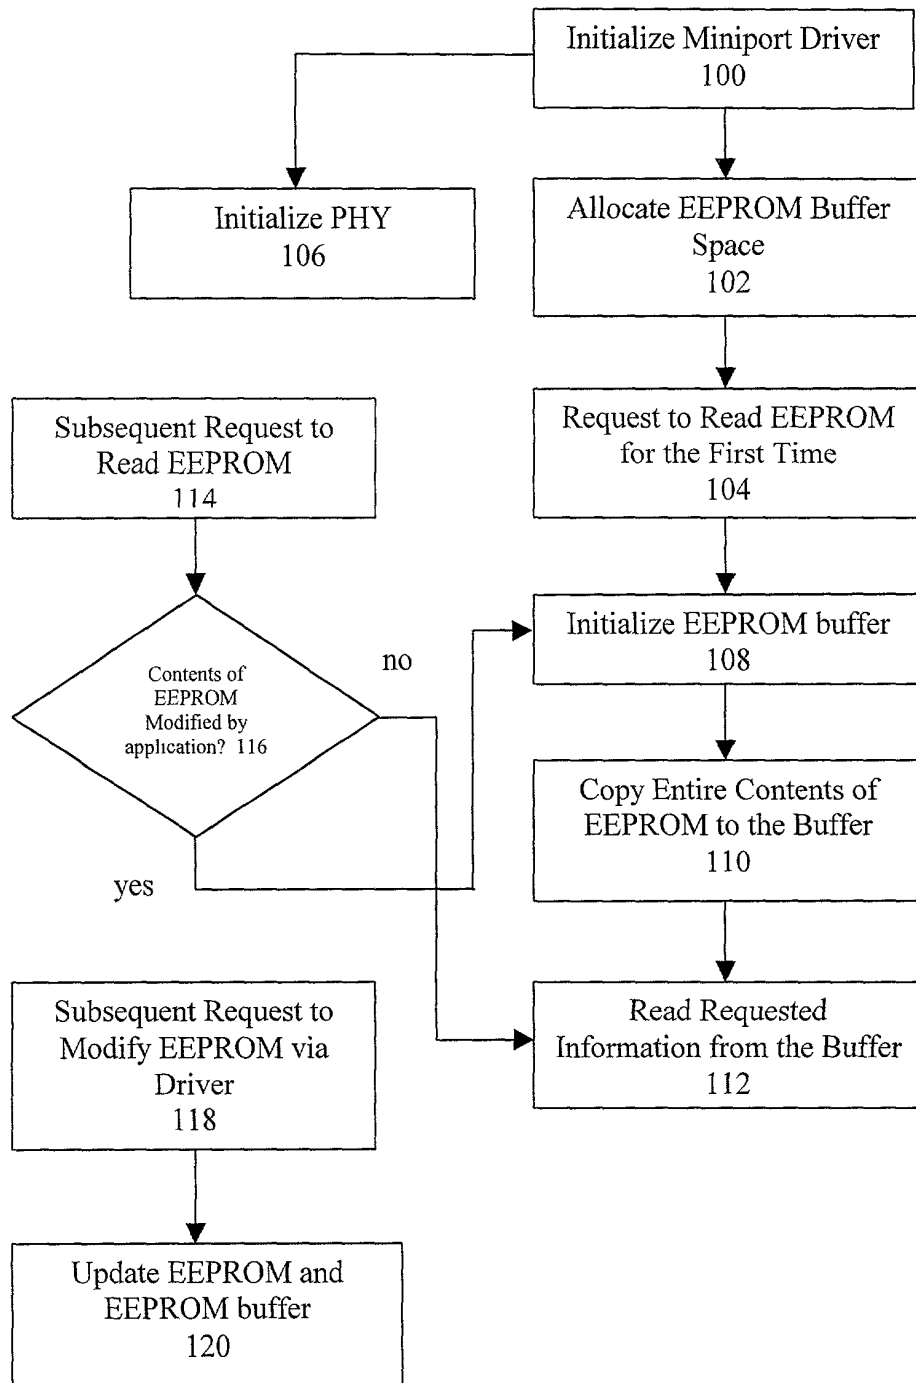 Initialize Miniport Driver
100
Initialize PHY
106
Allocate EEPROM Buffer
Space
102
Subsequent Request to
Read EEPROM
114
Request to Read EEPROM
for the First Time
104
Contents of
EEPROM
Modified by
application? 116
no
yes
Initialize EEPROM buffer
108
Copy Entire Contents of
EEPROM to the Buffer
110
Subsequent Request to
Modify EEPROM via
Driver
118
Read Requested
Information from the Buffer
112
Update EEPROM and
EEPROM buffer
120